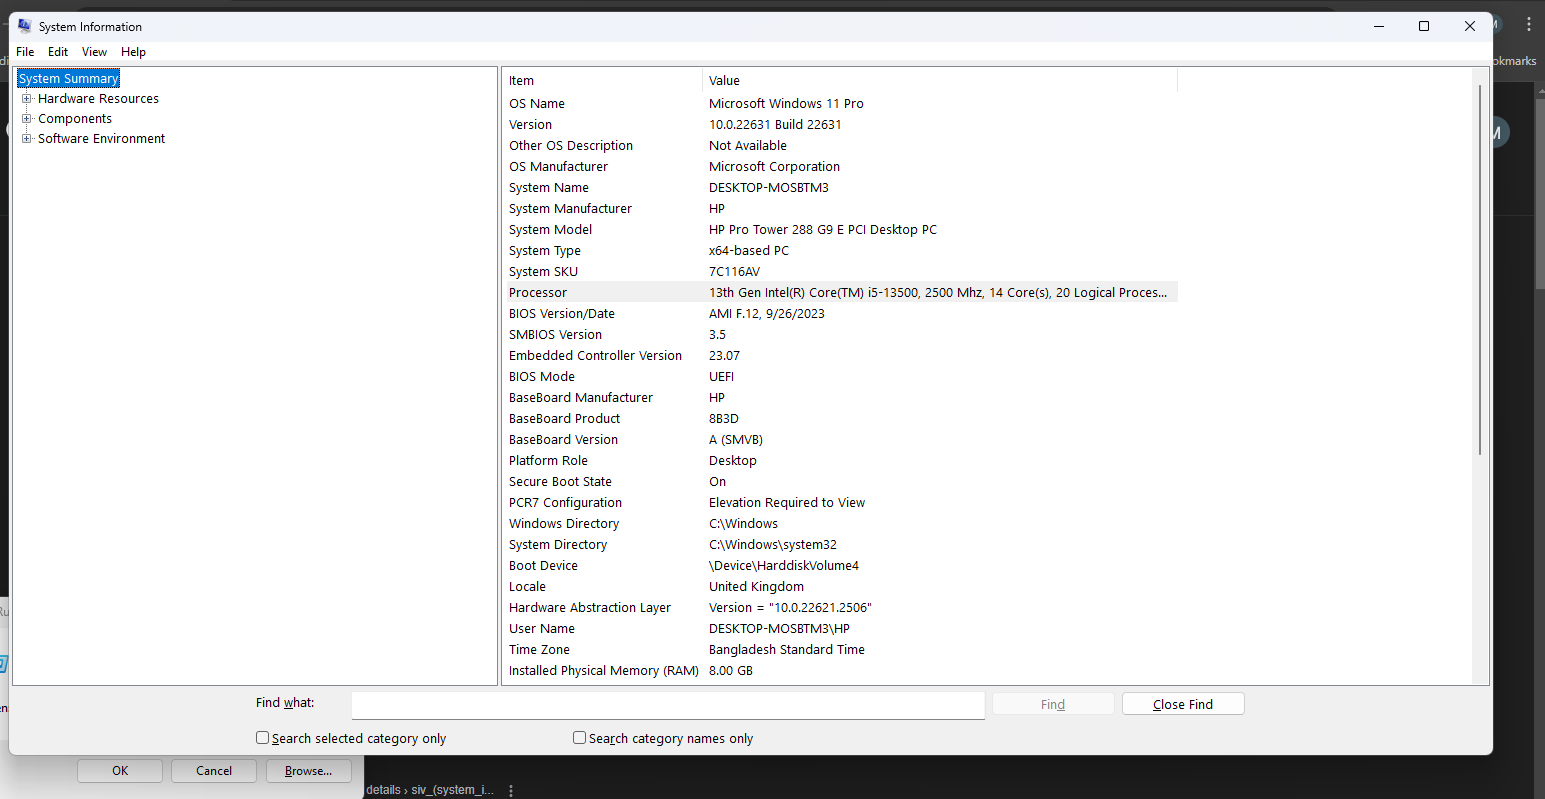 System Information
File Edit View Help
System Summary
Hardware Resources
Components
Software Environment
Item Value
OS Name Microsoft Windows 11 Pro
Version 10.0.22631 Build 22631
Other OS Description Not Available
OS Manufacturer Microsoft Corporation
System Name DESKTOP-MOSBTM3
System Manufacturer HP
System Model HP Pro Tower 288 G9 E PCI Desktop PC
System Type x64-based PC
System SKU 7C116AV
Processor 13th Gen Intel(R) Core(TM) i5-13500, 2500 Mhz, 14 Core(s), 20 Logical Proces...
BIOS Version/Date AMI F.12, 9/26/2023
SMBIOS Version 3.5
Embedded Controller Version 23.07
BIOS Mode UEFI
BaseBoard Manufacturer HP
BaseBoard Product 8B3D
BaseBoard Version A (SMVB)
Platform Role Desktop
Secure Boot State On
PCR7 Configuration Elevation Required to View
Windows Directory C:\Windows
System Directory C:\Windows\system32
Boot Device \Device\HarddiskVolume4
Locale United Kingdom
Hardware Abstraction Layer Version = "10.0.22621.2506"
User Name DESKTOP-MOSBTM3\HP
Time Zone Bangladesh Standard Time
Installed Physical Memory (RAM) 8.00 GB
Find what: Find Close Find
Search selected category only Search category names only
OK Cancel Browse...
details › siv_(system_i...
okmarks
M